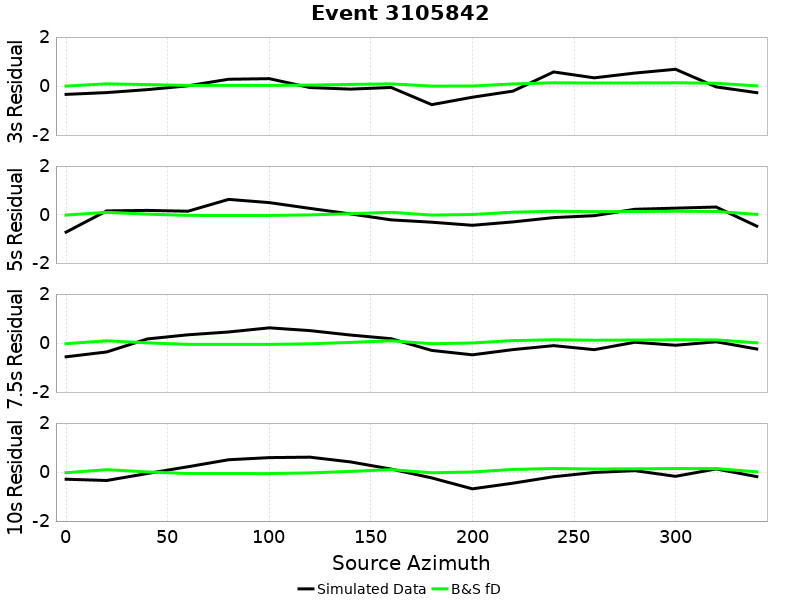 Event 3105842
3s Residual
2
0
-2
5s Residual
2
0
-2
7.5s Residual
2
0
-2
10s Residual
2
0
-2
0 50 100 150 200 250 300
Source Azimuth
Simulated Data B&S fD